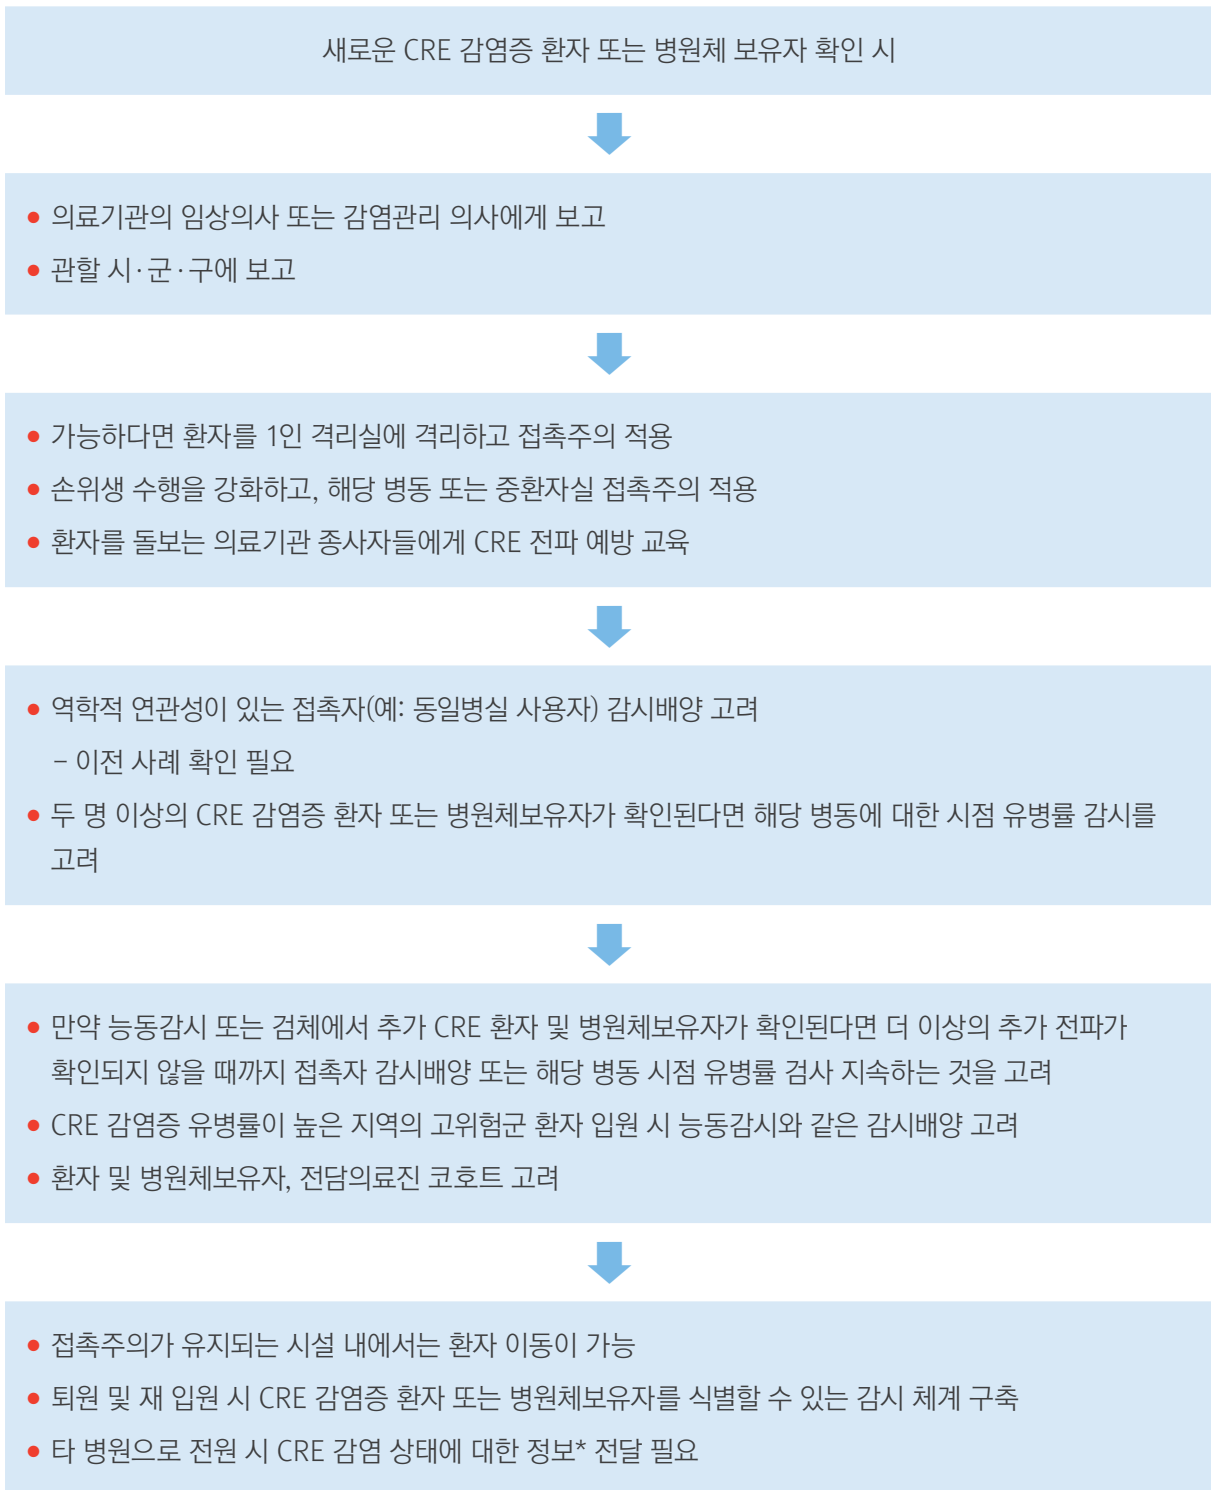 새로운 CRE 감염증 환자 또는 병원체 보유자 확인 시
● 의료기관의 임상의사 또는 감염관리 의사에게 보고
● 관할 시·군·구에 보고
● 가능하다면 환자를 1인 격리실에 격리하고 접촉주의 적용
● 손위생 수행을 강화하고, 해당 병동 또는 중환자실 접촉주의 적용
● 환자를 돌보는 의료기관 종사자들에게 CRE 전파 예방 교육
● 역학적 연관성이 있는 접촉자(예: 동일병실 사용자) 감시배양 고려
– 이전 사례 확인 필요
● 두 명 이상의 CRE 감염증 환자 또는 병원체보유자가 확인된다면 해당 병동에 대한 시점 유병률 감시를
고려
● 만약 능동감시 또는 검체에서 추가 CRE 환자 및 병원체보유자가 확인된다면 더 이상의 추가 전파가
확인되지 않을 때까지 접촉자 감시배양 또는 해당 병동 시점 유병률 검사 지속하는 것을 고려
● CRE 감염증 유병률이 높은 지역의 고위험군 환자 입원 시 능동감시와 같은 감시배양 고려
● 환자 및 병원체보유자, 전담의료진 코호트 고려
● 접촉주의가 유지되는 시설 내에서는 환자 이동이 가능
● 퇴원 및 재 입원 시 CRE 감염증 환자 또는 병원체보유자를 식별할 수 있는 감시 체계 구축
● 타 병원으로 전원 시 CRE 감염 상태에 대한 정보* 전달 필요